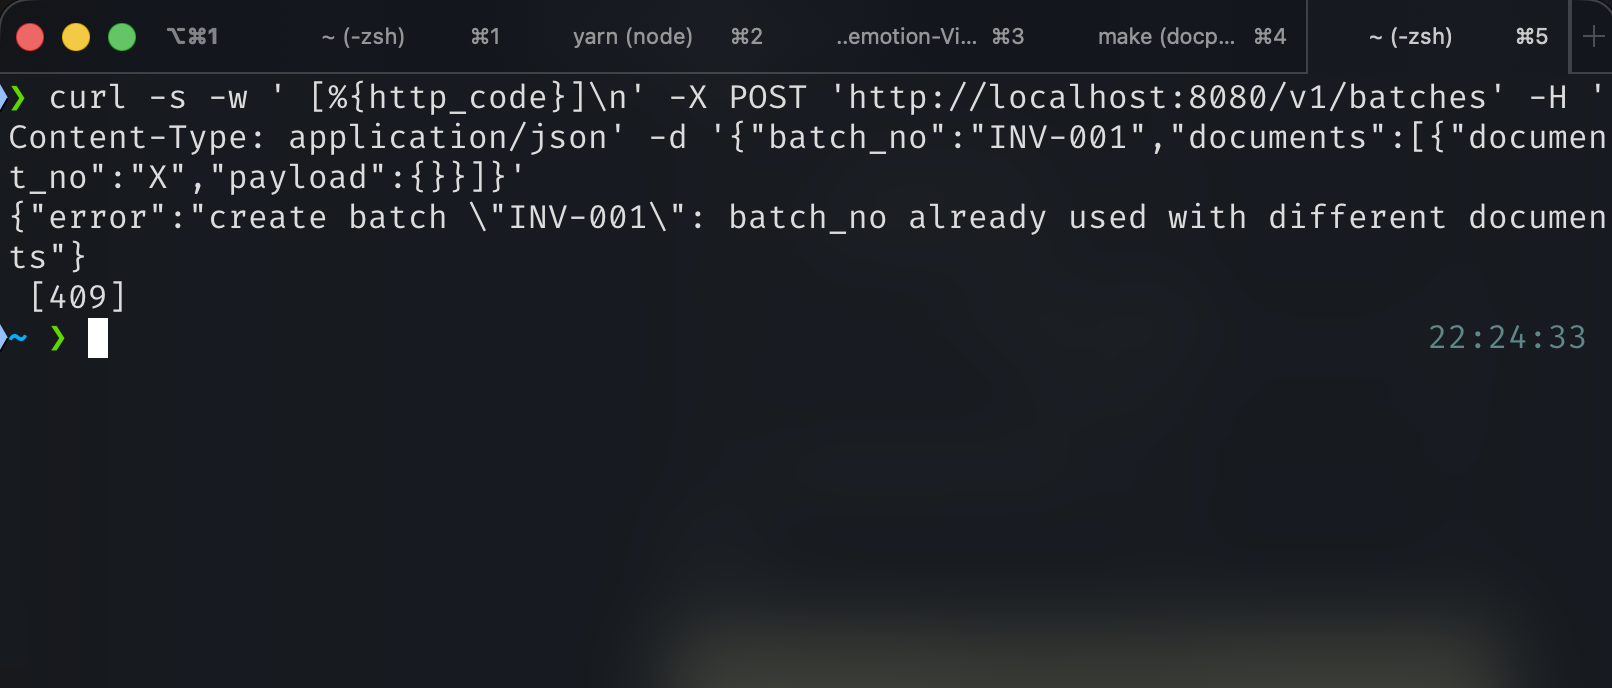 ⌥⌘1 ~ (-zsh) ⌘1 yarn (node) ⌘2 ..emotion-Vi... ⌘3 make (docp... ⌘4 ~ (-zsh) ⌘5 +
❯ curl -s -w ' [%{http_code}]\n' -X POST 'http://localhost:8080/v1/batches' -H '
Content-Type: application/json' -d '{"batch_no":"INV-001","documents":[{"documen
t_no":"X","payload":{}}]}'
{"error":"create batch \"INV-001\": batch_no already used with different documen
ts"}
 [409]
~ ❯ 22:24:33